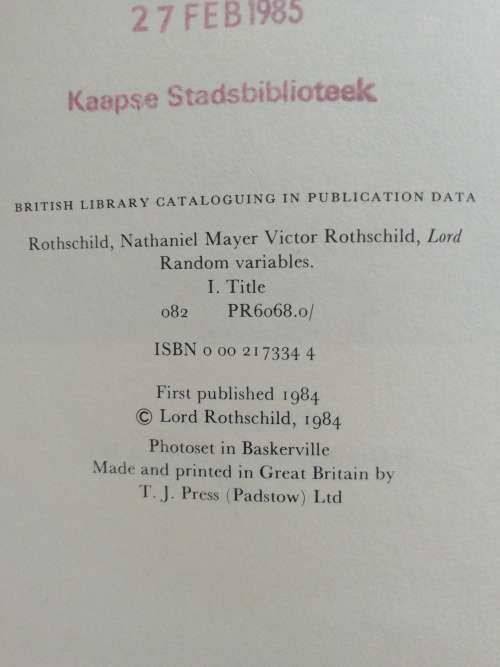 27 FEB 1985
Kaapse Stadsbiblioteek
BRITISH LIBRARY CATALOGUING IN PUBLICATION DATA
Rothschild, Nathaniel Mayer Victor Rothschild, Lord
Random variables.
I. Title
082 PR6068.0/
ISBN 0 00 217334 4
First published 1984
© Lord Rothschild, 1984
Photoset in Baskerville
Made and printed in Great Britain by
T. J. Press (Padstow) Ltd